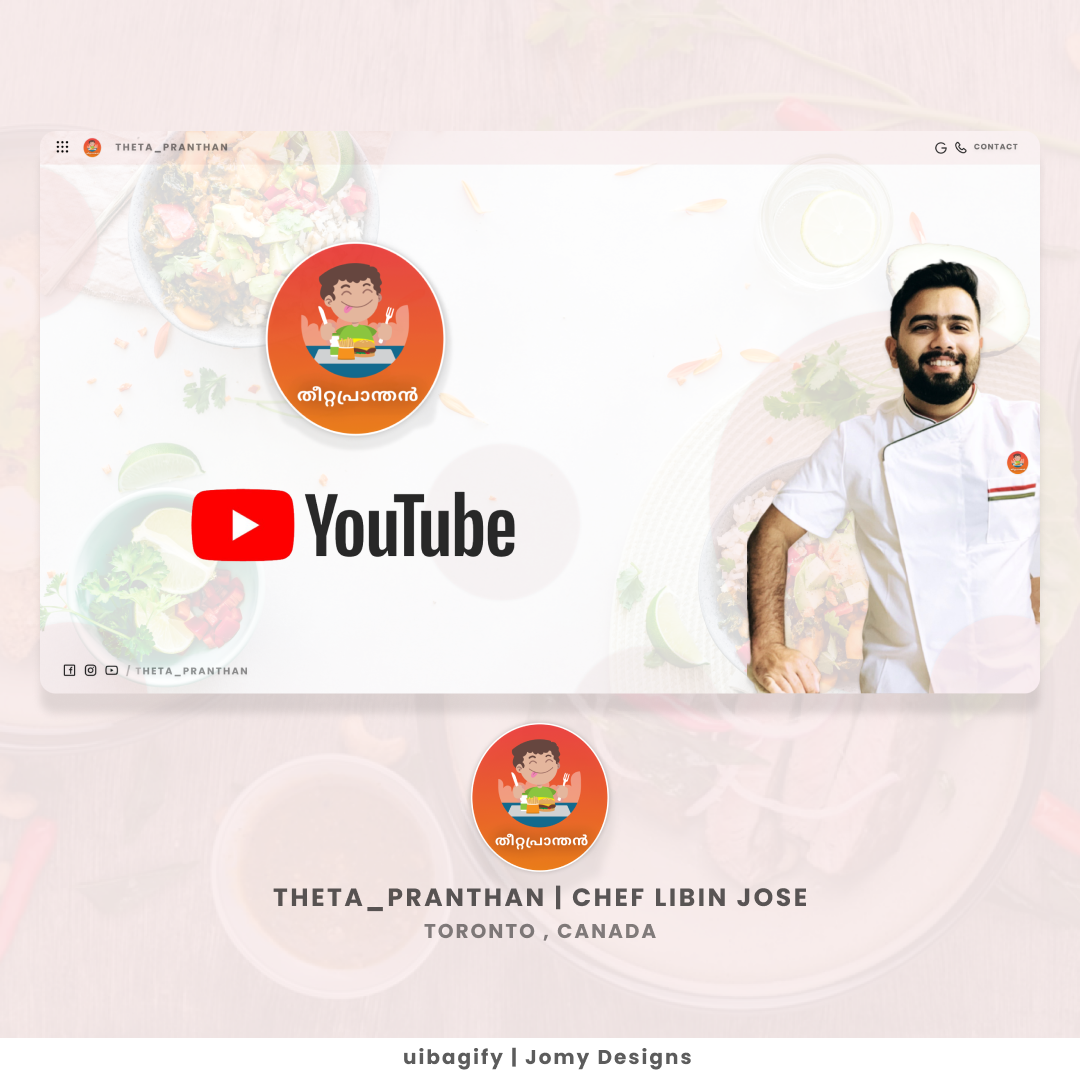 THETA_PRANTHAN
CONTACT
തീറ്റപ്രാന്തൻ
YouTube
/ THETA_PRANTHAN
തീറ്റപ്രാന്തൻ
THETA_PRANTHAN | CHEF LIBIN JOSE
TORONTO , CANADA
uibagify | Jomy Designs